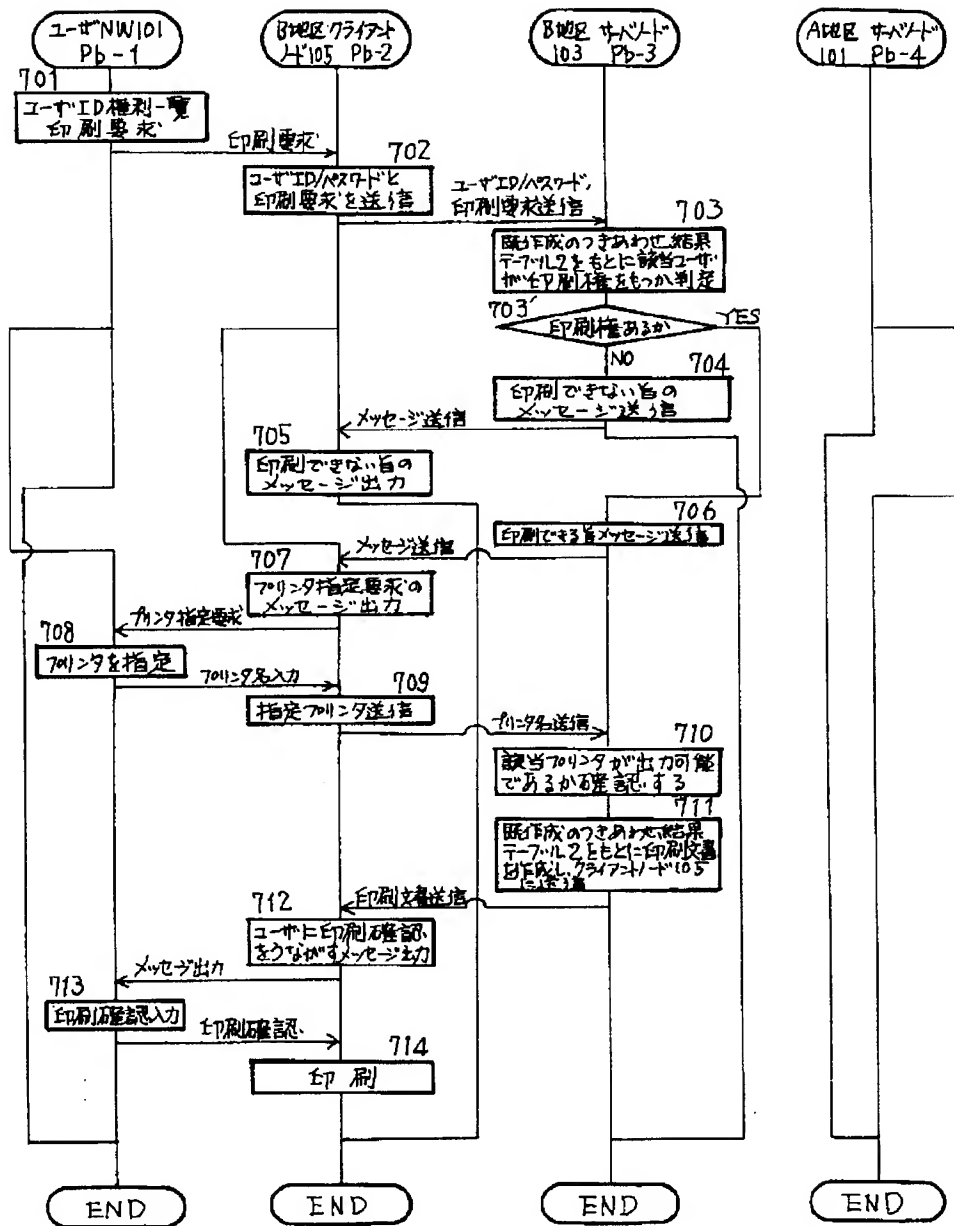 ユーザNW101
Pb-1
B地区クライアント
ノード105 Pb-2
B地区 サーバノード
103 Pb-3
A地区 サーバノード
101 Pb-4
701
ユーザID権利一覧
印刷要求
印刷要求
702
ユーザID/パスワードと
印刷要求を送信
ユーザID/パスワード,
印刷要求送信
703
既作成のつきあわせ結果
テーブル2をもとに該当ユーザ
が印刷権をもつか判定
703'
印刷権あるか
YES
NO
704
印刷できない旨の
メッセージ送信
メッセージ送信
705
印刷できない旨の
メッセージ出力
706
印刷できる旨メッセージ送信
メッセージ送信
707
プリンタ指定要求の
メッセージ出力
プリンタ指定要求
708
プリンタを指定
プリンタ名入力
709
指定プリンタ送信
プリンタ名送信
710
該当プリンタが出力可能
であるか確認する
711
既作成のつきあわせ結果
テーブル2をもとに印刷文書
を作成し,クライアントノード105
に送信
印刷文書送信
712
ユーザに印刷確認
をうながすメッセージ出力
メッセージ出力
713
印刷確認入力
印刷確認
714
印刷
END
END
END
END